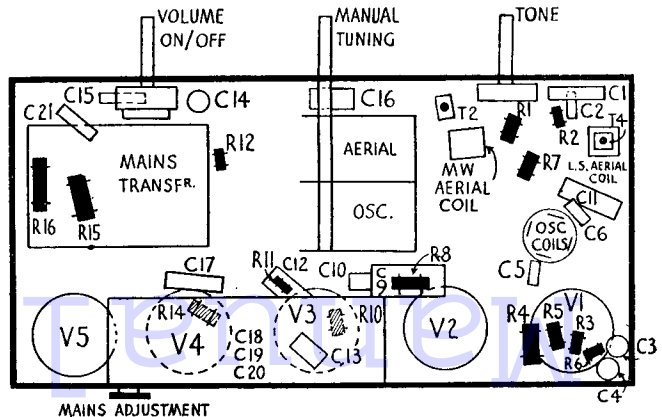 VOLUME
ON/OFF
MANUAL
TUNING
TONE
C15
C14
C16
C1
C21
T2
R1
C2
R2
T4
R12
MAINS
TRANSFR.
AERIAL
MW
AERIAL
COIL
R7
L.S. AERIAL
COIL
R16
R15
OSC.
C11
C6
OSC
COILS
C17
R11
C12
C10
C9
R8
C5
R14
V5
V4
V3
R10
V2
V1
R4
R5
R3
R6
C3
C18
C19
C20
C13
C4
MAINS ADJUSTMENT